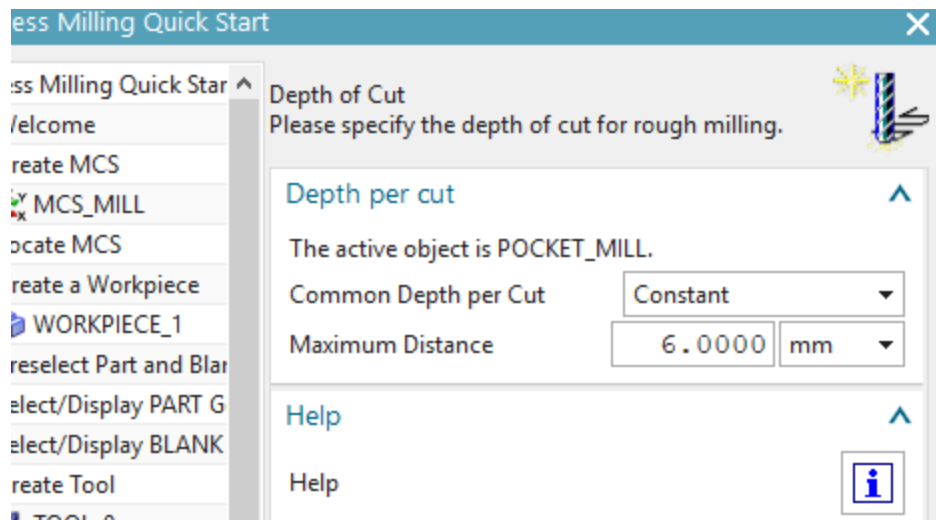 ess Milling Quick Start
ess Milling Quick Star
elcome
reate MCS
MCS_MILL
ocate MCS
reate a Workpiece
WORKPIECE_1
reselect Part and Blan
elect/Display PART G
elect/Display BLANK
reate Tool
Depth of Cut
Please specify the depth of cut for rough milling.
Depth per cut
The active object is POCKET_MILL.
Common Depth per Cut Constant
Maximum Distance 6.0000 mm
Help
Help
i